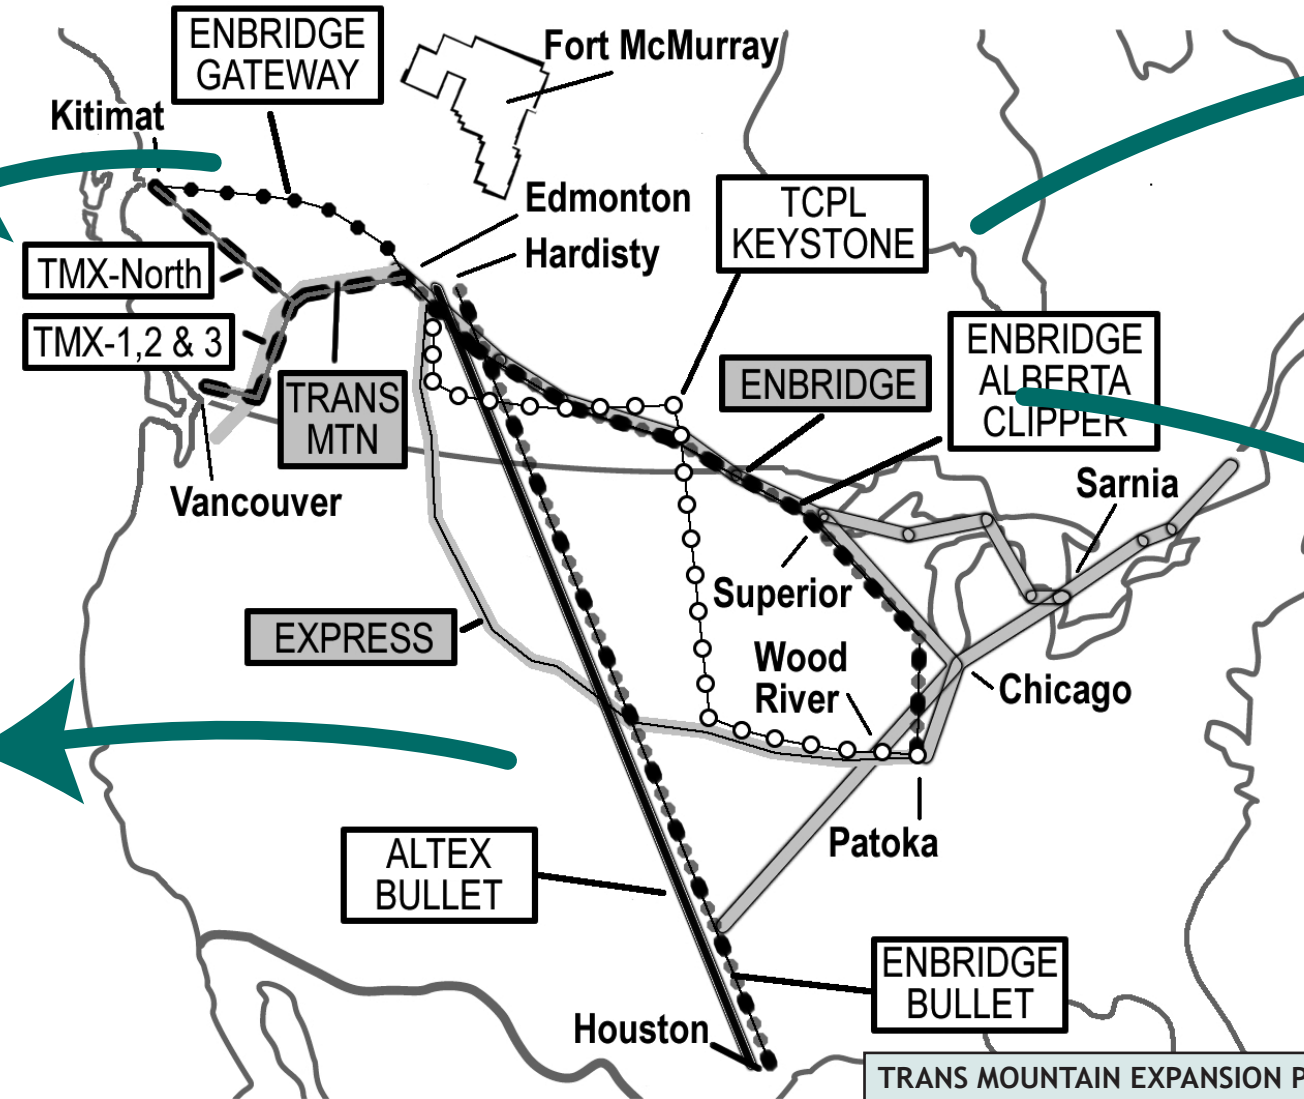 ENBRIDGE
GATEWAY
Fort McMurray
Kitimat
Edmonton
Hardisty
TCPL
KEYSTONE
TMX-North
TMX-1,2 & 3
TRANS
MTN
ENBRIDGE
ENBRIDGE
ALBERTA
CLIPPER
Vancouver
Sarnia
Superior
EXPRESS
Wood
River
Chicago
Patoka
ALTEX
BULLET
ENBRIDGE
BULLET
Houston
TRANS MOUNTAIN EXPANSION P